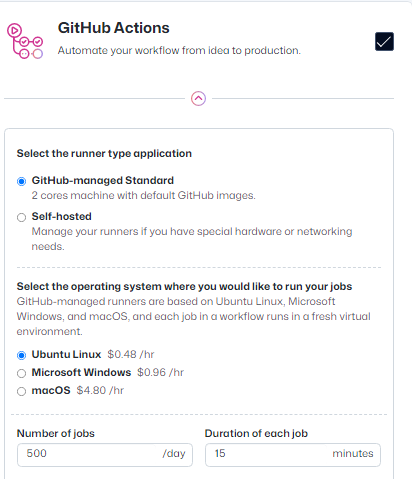 GitHub Actions
Automate your workflow from idea to production.
Select the runner type application
GitHub-managed Standard
2 cores machine with default GitHub images.
Self-hosted
Manage your runners if you have special hardware or networking
needs.
Select the operating system where you would like to run your jobs
GitHub-managed runners are based on Ubuntu Linux, Microsoft
Windows, and macOS, and each job in a workflow runs in a fresh virtual
environment.
Ubuntu Linux $0.48 /hr
Microsoft Windows $0.96 /hr
macOS $4.80 /hr
Number of jobs Duration of each job
500 /day 15 minutes